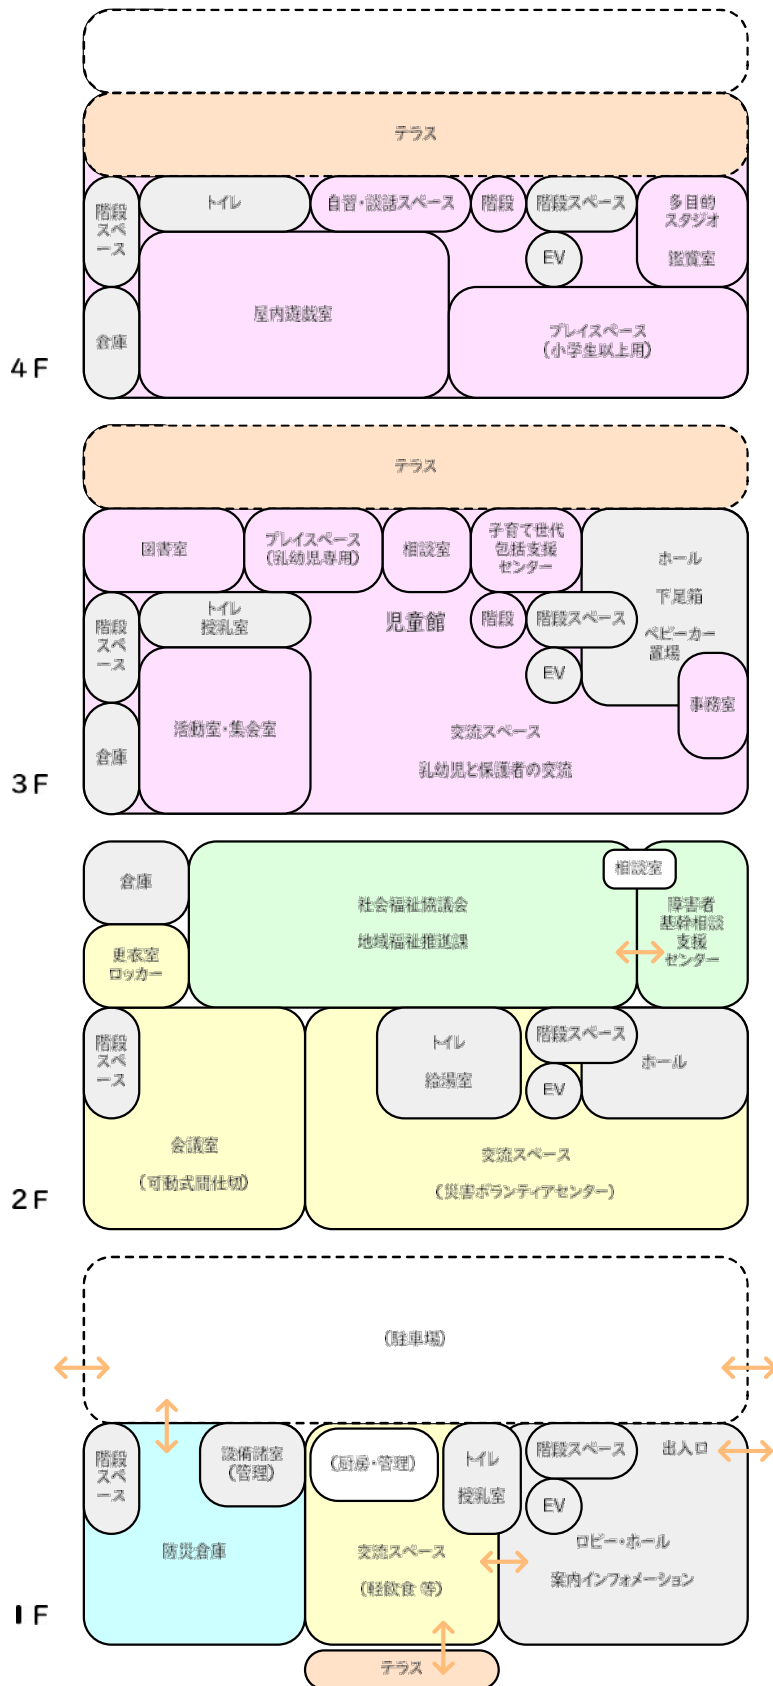 テラス
階段
スペ
ース
トイレ
自習・談話スペース
階段
階段スペース
多目的
スタジオ
鑑賞室
EV
倉庫
屋内遊戯室
プレイスペース
(小学生以上用)
4F
テラス
図書室
プレイスペース
(乳幼児専用)
相談室
子育て世代
包括支援
センター
ホール
下足箱
ベビーカー
置場
階段
スペ
ース
トイレ
授乳室
児童館
階段
階段スペース
EV
事務室
倉庫
活動室・集会室
交流スペース
乳幼児と保護者の交流
3F
倉庫
社会福祉協議会
地域福祉推進課
相談室
障害者
基幹相談
支援
センター
更衣室
ロッカー
階段
スペ
ース
トイレ
給湯室
階段スペース
EV
ホール
会議室
(可動式間仕切)
交流スペース
(災害ボランティアセンター)
2F
(駐車場)
階段
スペ
ース
設備諸室
(管理)
(厨房・管理)
トイレ
授乳室
階段スペース
出入口
EV
防災倉庫
交流スペース
(軽飲食 等)
ロビー・ホール
案内インフォメーション
1F
テラス